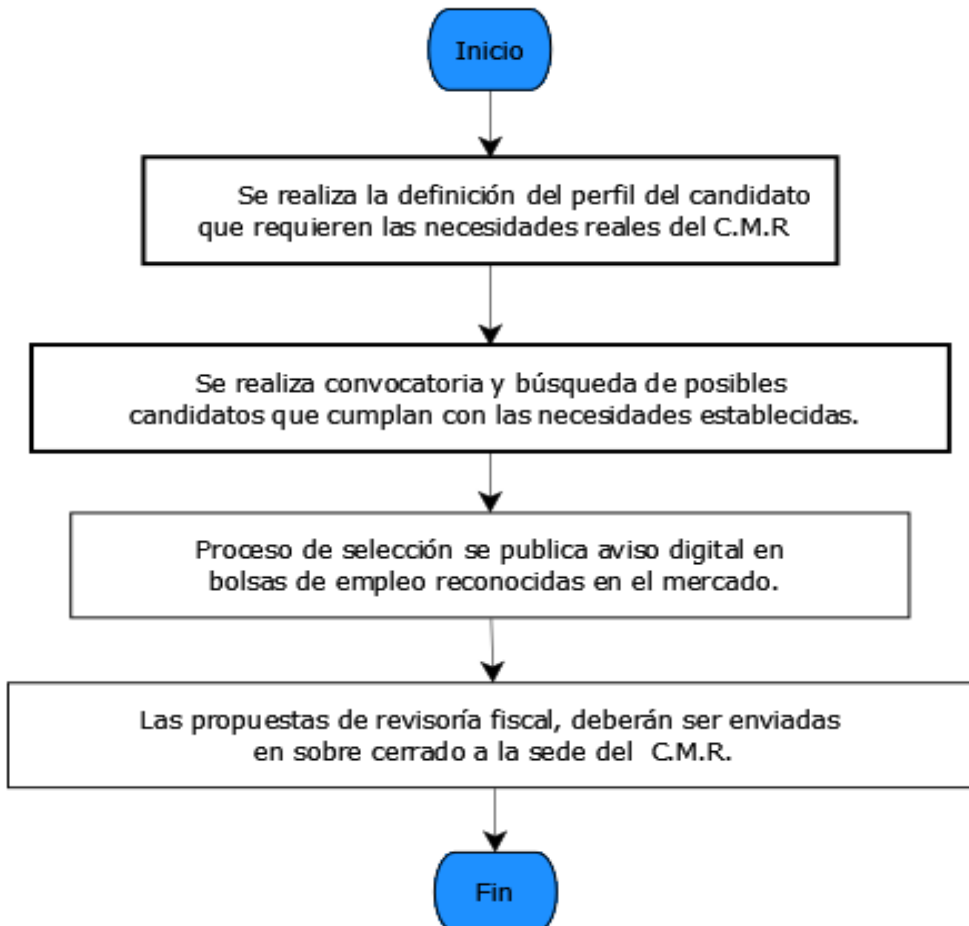 Inicio
Se realiza la definición del perfil del candidato
que requieren las necesidades reales del C.M.R
Se realiza convocatoria y búsqueda de posibles
candidatos que cumplan con las necesidades establecidas.
Proceso de selección se publica aviso digital en
bolsas de empleo reconocidas en el mercado.
Las propuestas de revisoría fiscal, deberán ser enviadas
en sobre cerrado a la sede del C.M.R.
Fin